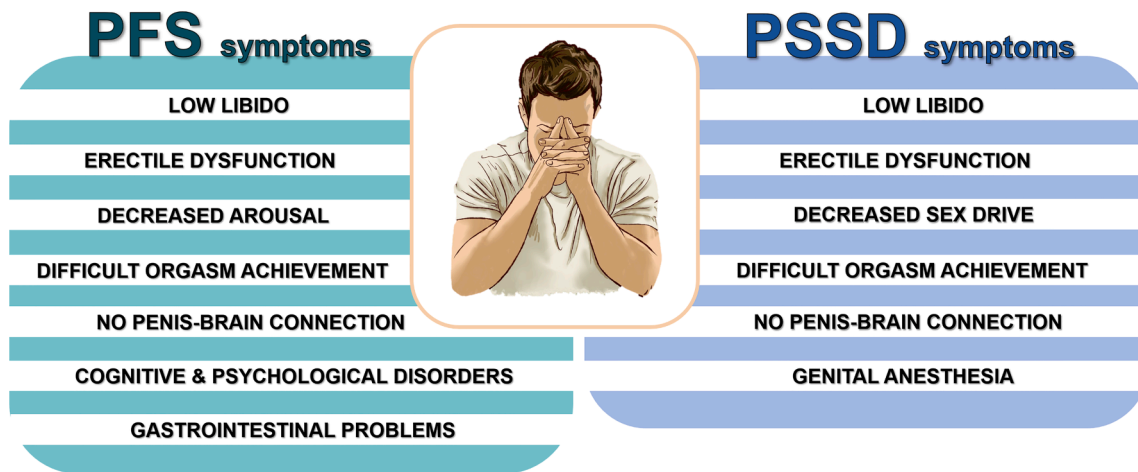 PFS symptoms
LOW LIBIDO
ERECTILE DYSFUNCTION
DECREASED AROUSAL
DIFFICULT ORGASM ACHIEVEMENT
NO PENIS-BRAIN CONNECTION
COGNITIVE & PSYCHOLOGICAL DISORDERS
GASTROINTESTINAL PROBLEMS
PSSD symptoms
LOW LIBIDO
ERECTILE DYSFUNCTION
DECREASED SEX DRIVE
DIFFICULT ORGASM ACHIEVEMENT
NO PENIS-BRAIN CONNECTION
GENITAL ANESTHESIA